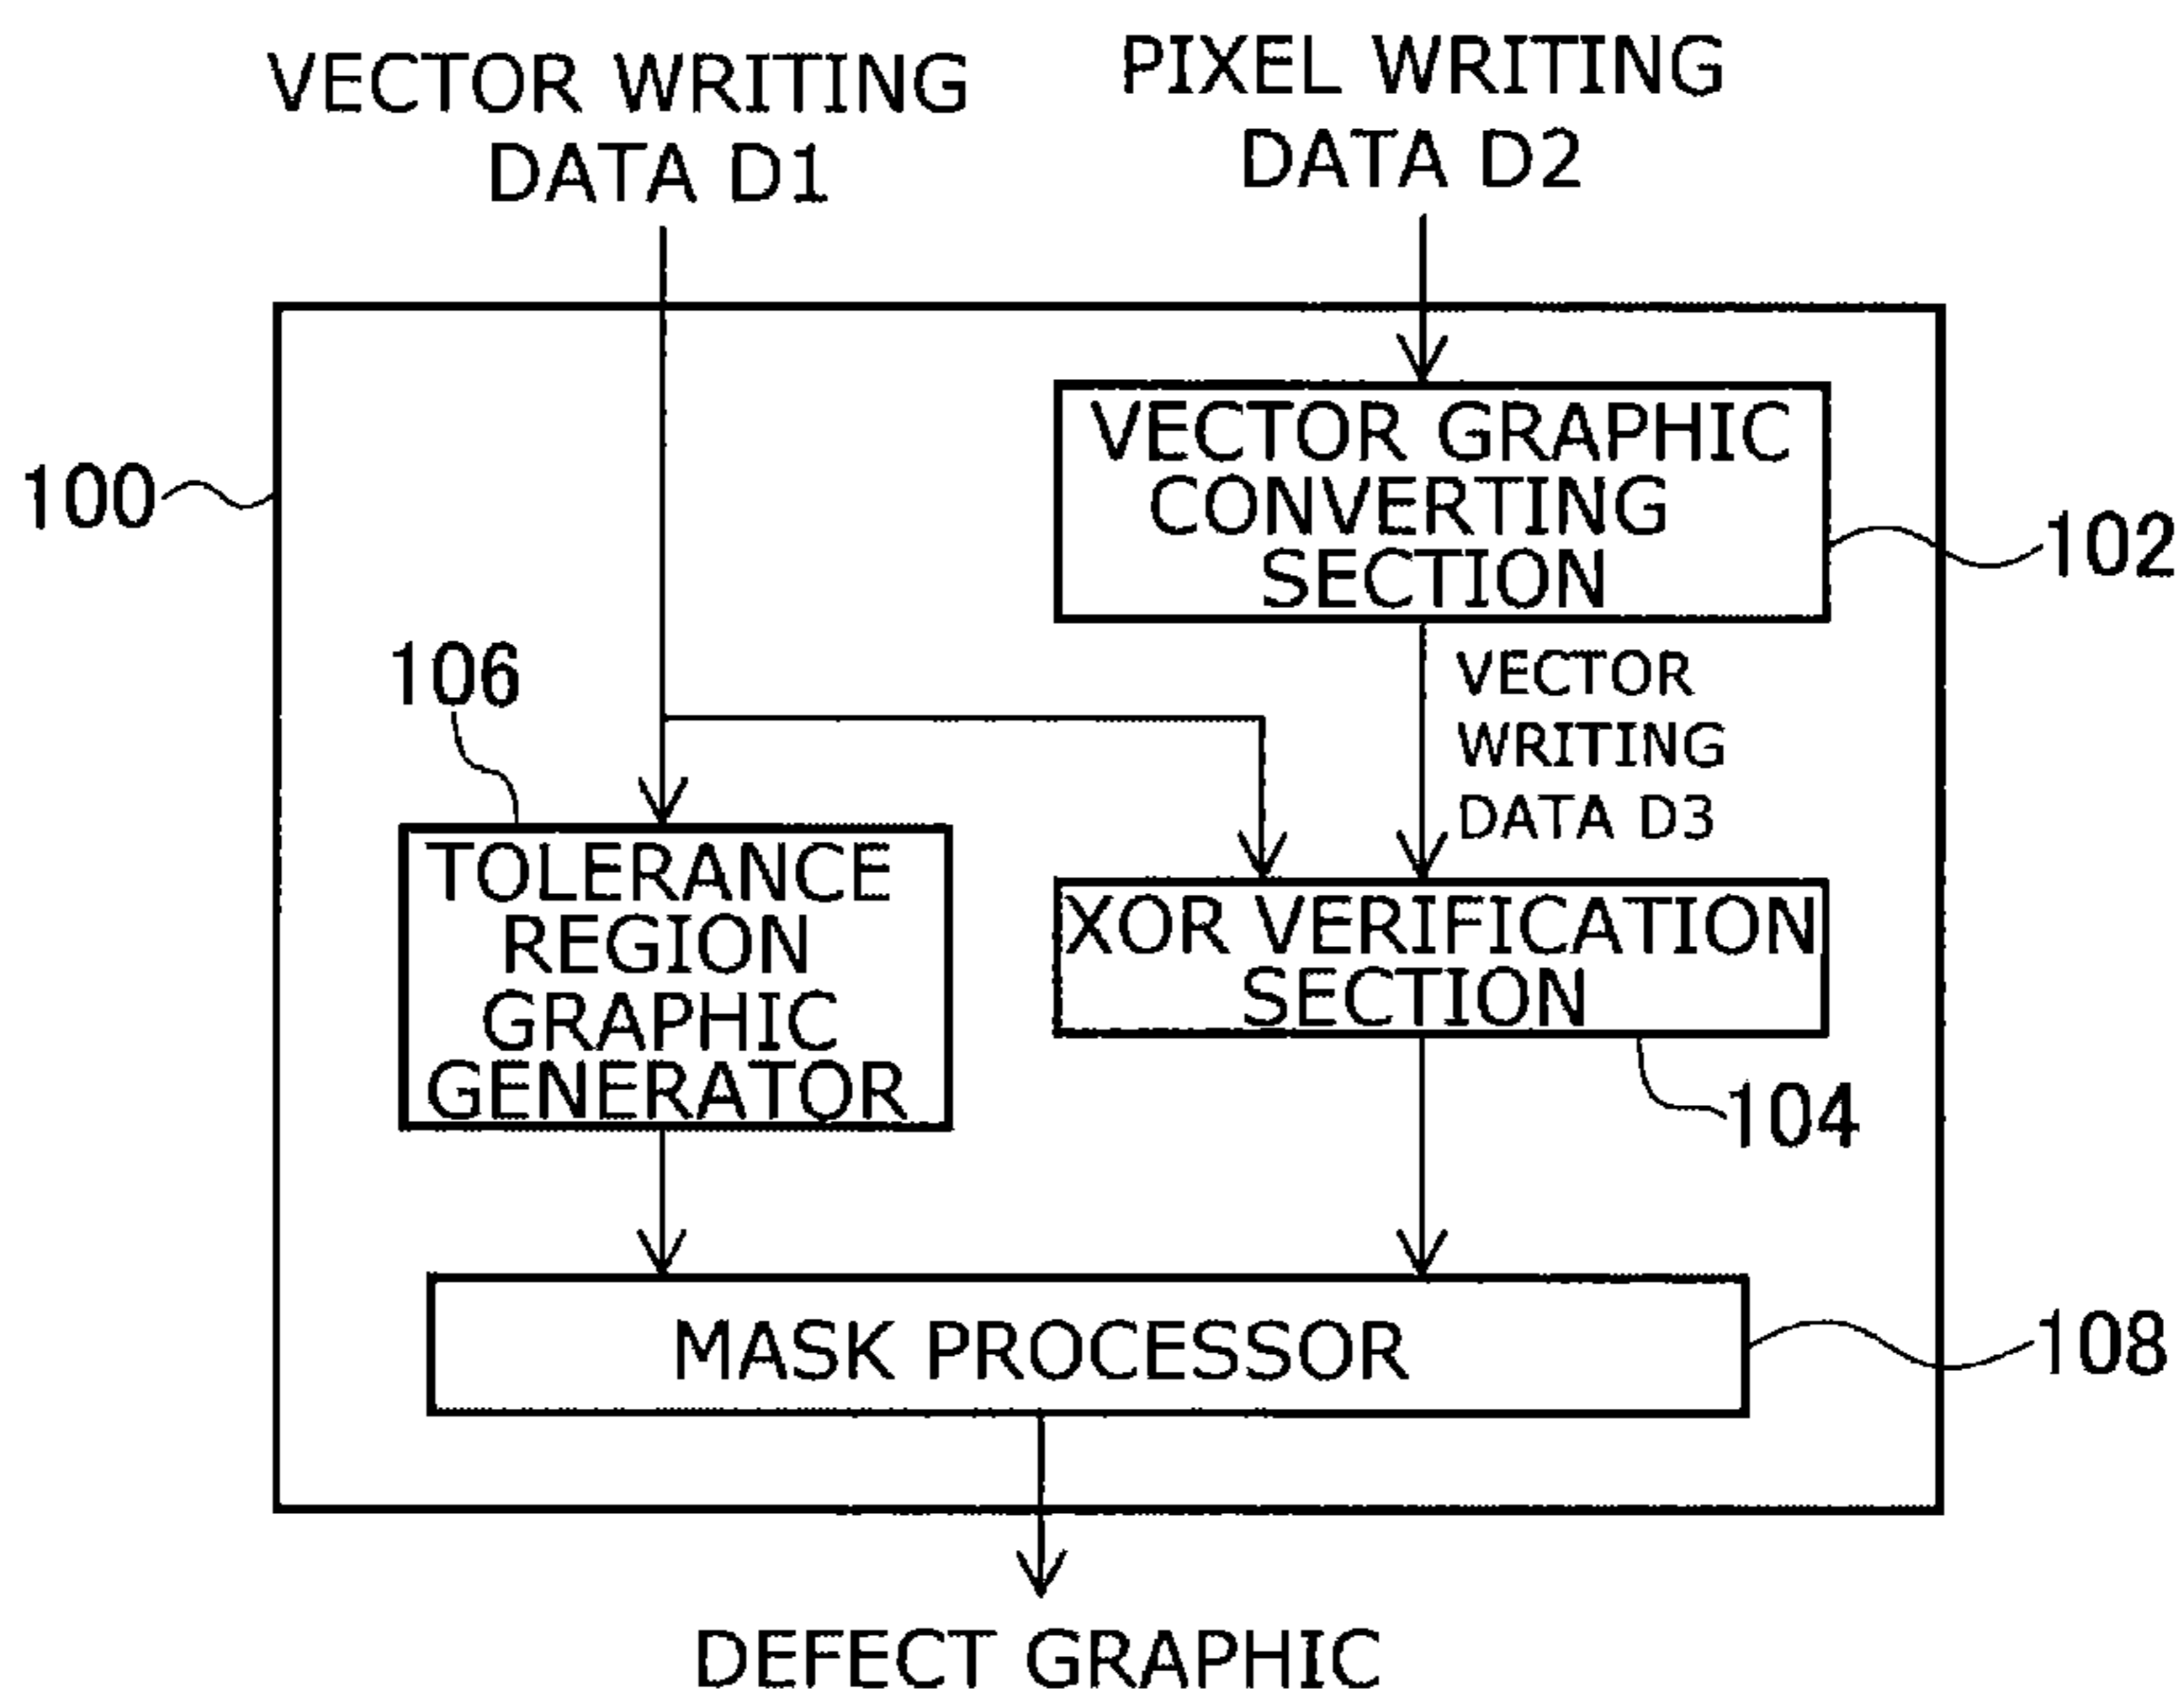 VECTOR WRITING
DATA D1
PIXEL WRITING
DATA D2
100
VECTOR GRAPHIC
CONVERTING
SECTION
102
106
VECTOR
WRITING
DATA D3
TOLERANCE
REGION
GRAPHIC
GENERATOR
XOR VERIFICATION
SECTION
104
MASK PROCESSOR
108
DEFECT GRAPHIC